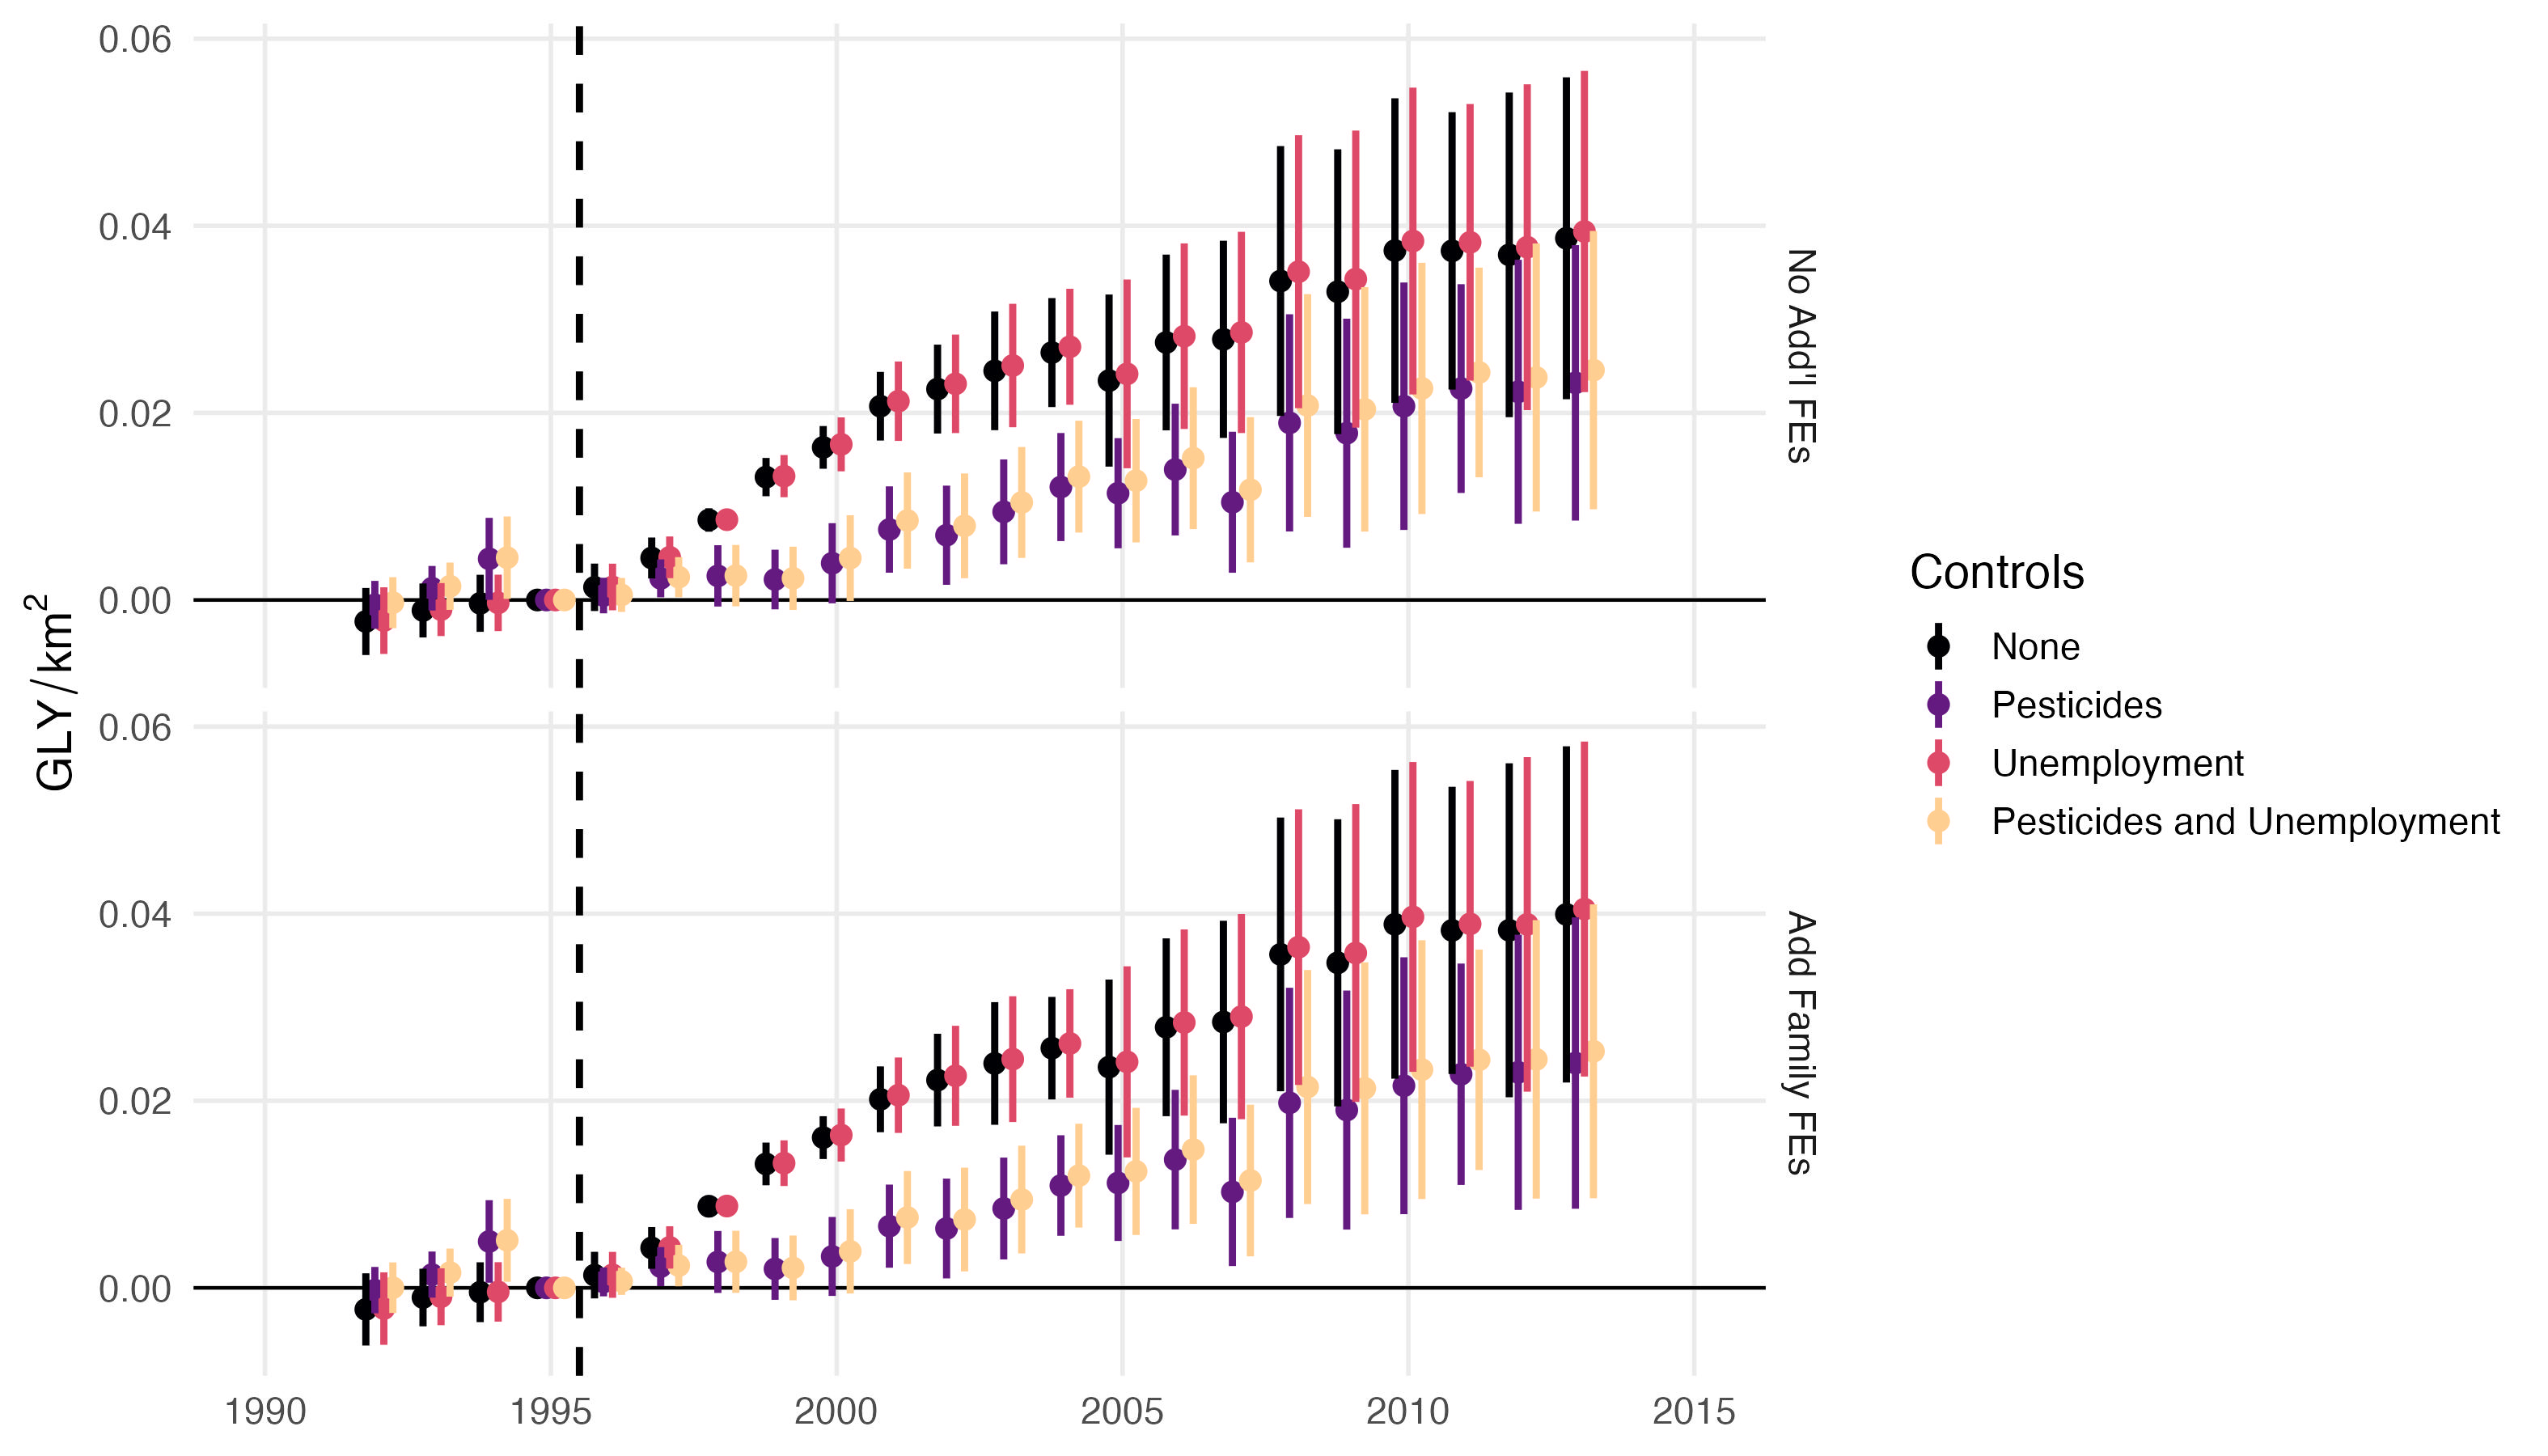 GLY/km²
0.06
0.04
0.02
0.00
No Add'l FEs
0.06
0.04
0.02
0.00
Add Family FEs
1990
1995
2000
2005
2010
2015
Controls
None
Pesticides
Unemployment
Pesticides and Unemployment